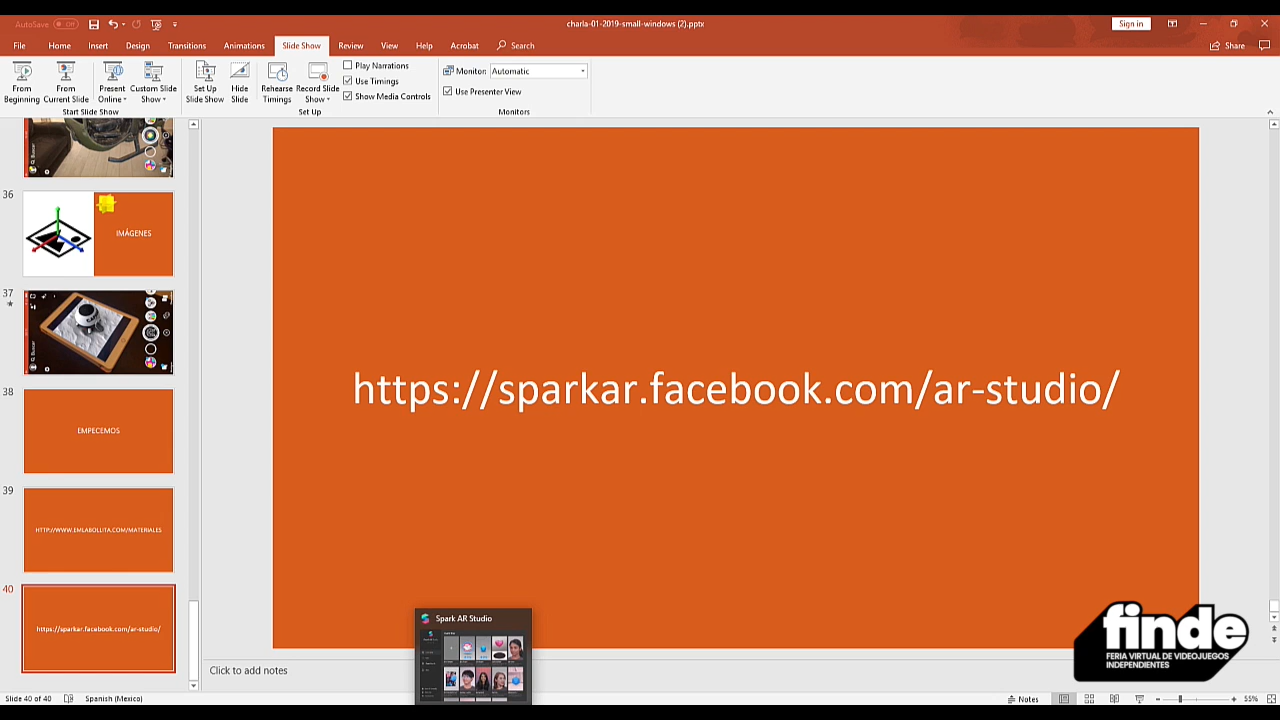 AutoSave Off
charla-01-2019-small-windows (2).pptx
Sign in
File Home Insert Design Transitions Animations Slide Show Review View Help Acrobat Search
Share
From Beginning
From Current Slide
Present Online
Custom Slide Show
Start Slide Show
Set Up Slide Show
Hide Slide
Rehearse Timings
Record Slide Show
Play Narrations
Use Timings
Show Media Controls
Set Up
Monitor: Automatic
Use Presenter View
Monitors
Buscar
36
IMÁGENES
37
Buscar
38
EMPECEMOS
39
HTTP://WWW.EMLABOLLITA.COM/MATERIALES
40
https://sparkar.facebook.com/ar-studio/
https://sparkar.facebook.com/ar-studio/
Spark AR Studio
Click to add notes
finde
FERIA VIRTUAL DE VIDEOJUEGOS
INDEPENDIENTES
Slide 40 of 40
Spanish (Mexico)
Notes
55%